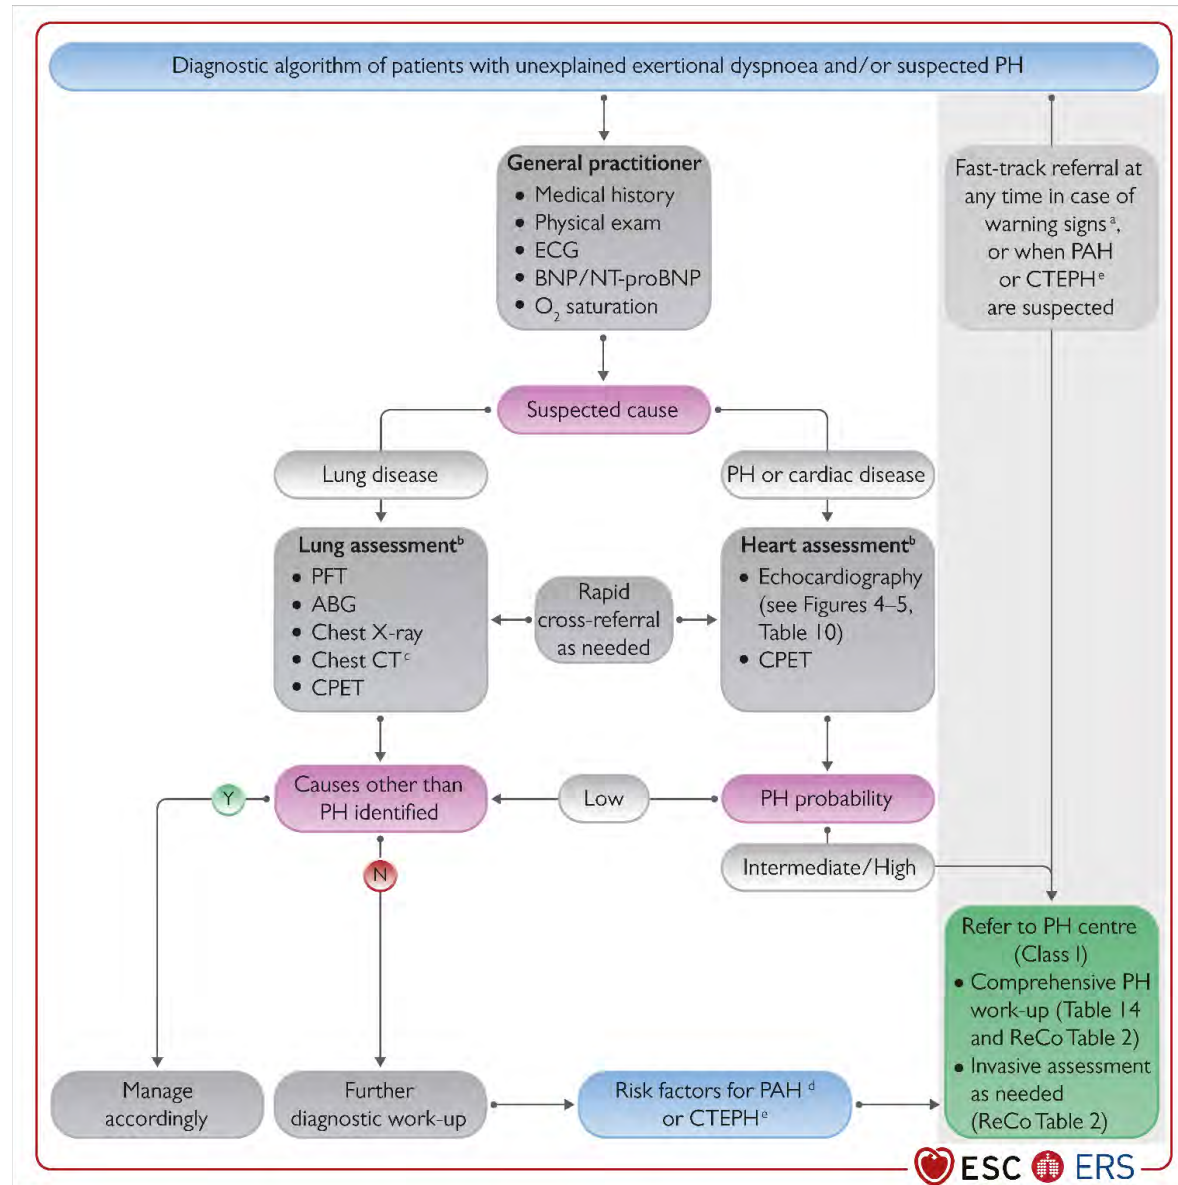 Diagnostic algorithm of patients with unexplained exertional dyspnoea and/or suspected PH
General practitioner
• Medical history
• Physical exam
• ECG
• BNP/NT-proBNP
• O₂ saturation
Fast-track referral at
any time in case of
warning signs ᵃ,
or when PAH
or CTEPH ᵉ
are suspected
Suspected cause
Lung disease
PH or cardiac disease
Lung assessmentᵇ
• PFT
• ABG
• Chest X-ray
• Chest CT ᶜ
• CPET
Rapid
cross-referral
as needed
Heart assessmentᵇ
• Echocardiography
(see Figures 4–5,
Table 10)
• CPET
Y
Causes other than
PH identified
Low
PH probability
N
Intermediate/High
Refer to PH centre
(Class I)
• Comprehensive PH
work-up (Table 14
and ReCo Table 2)
• Invasive assessment
as needed
(ReCo Table 2)
Manage
accordingly
Further
diagnostic work-up
Risk factors for PAH ᵈ
or CTEPH ᵉ
ESC ERS